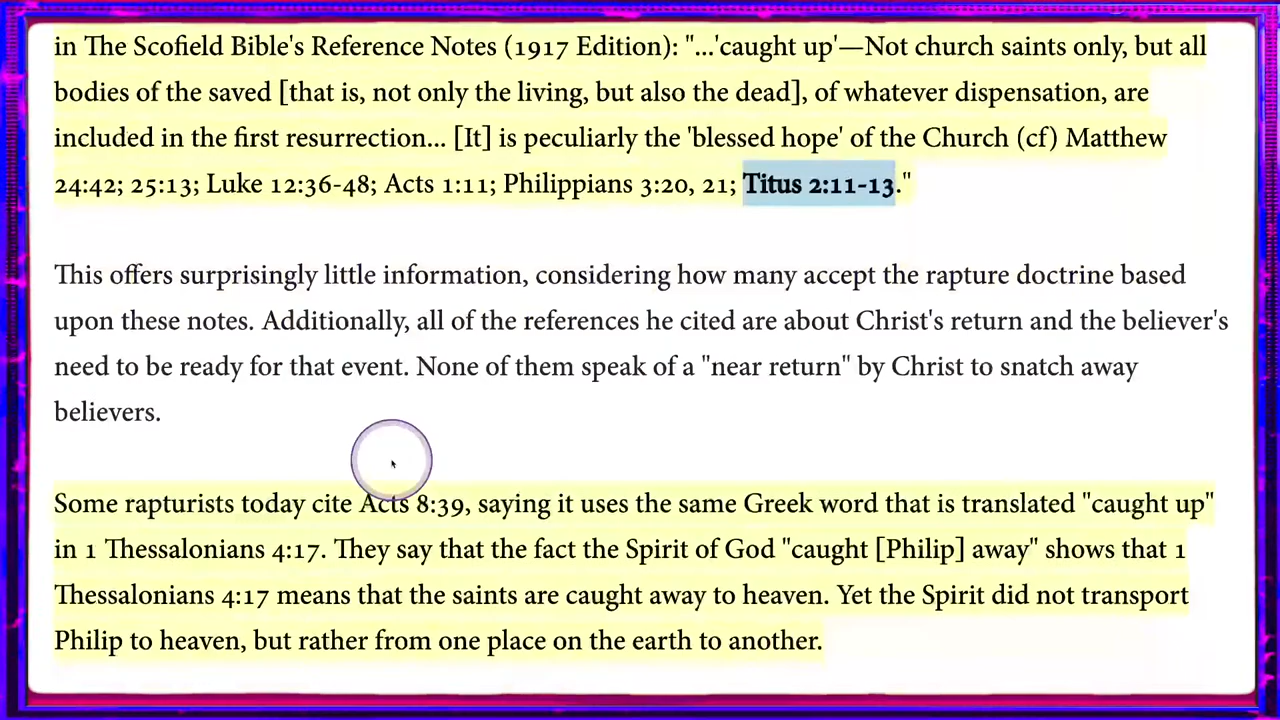 in The Scofield Bible's Reference Notes (1917 Edition): "...'caught up'—Not church saints only, but all
bodies of the saved [that is, not only the living, but also the dead], of whatever dispensation, are
included in the first resurrection... [It] is peculiarly the 'blessed hope' of the Church (cf) Matthew
24:42; 25:13; Luke 12:36-48; Acts 1:11; Philippians 3:20, 21; Titus 2:11-13."
This offers surprisingly little information, considering how many accept the rapture doctrine based
upon these notes. Additionally, all of the references he cited are about Christ's return and the believer's
need to be ready for that event. None of them speak of a "near return" by Christ to snatch away
believers.
Some rapturists today cite Acts 8:39, saying it uses the same Greek word that is translated "caught up"
in 1 Thessalonians 4:17. They say that the fact the Spirit of God "caught [Philip] away" shows that 1
Thessalonians 4:17 means that the saints are caught away to heaven. Yet the Spirit did not transport
Philip to heaven, but rather from one place on the earth to another.